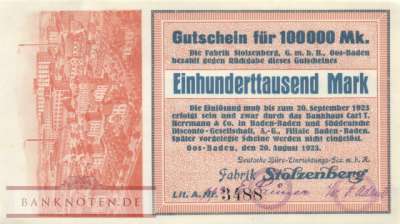 Gutschein für 100000 Mk.
Die Fabrik Stolzenberg, G. m. b. H., Oos-Baden
bezahlt gegen Rückgabe dieses Gutscheines
Einhunderttausend Mark
Die Einlösung muß bis zum 20. September 1923
erfolgt sein und zwar durch das Bankhaus Carl T.
Herrmann & Co. in Baden-Baden und Süddeutsche
Disconto-Gesellschaft, A.-G., Filiale Baden-Baden.
Später vorgelegte Scheine werden nicht eingelöst.
Oos-Baden, den 20. August 1923.
Deutsche Büro-Einrichtungs-Ges. m. b. H.
Fabrik Stolzenberg
Lit. A. Nr. 3488
BANKNOTEN.DE